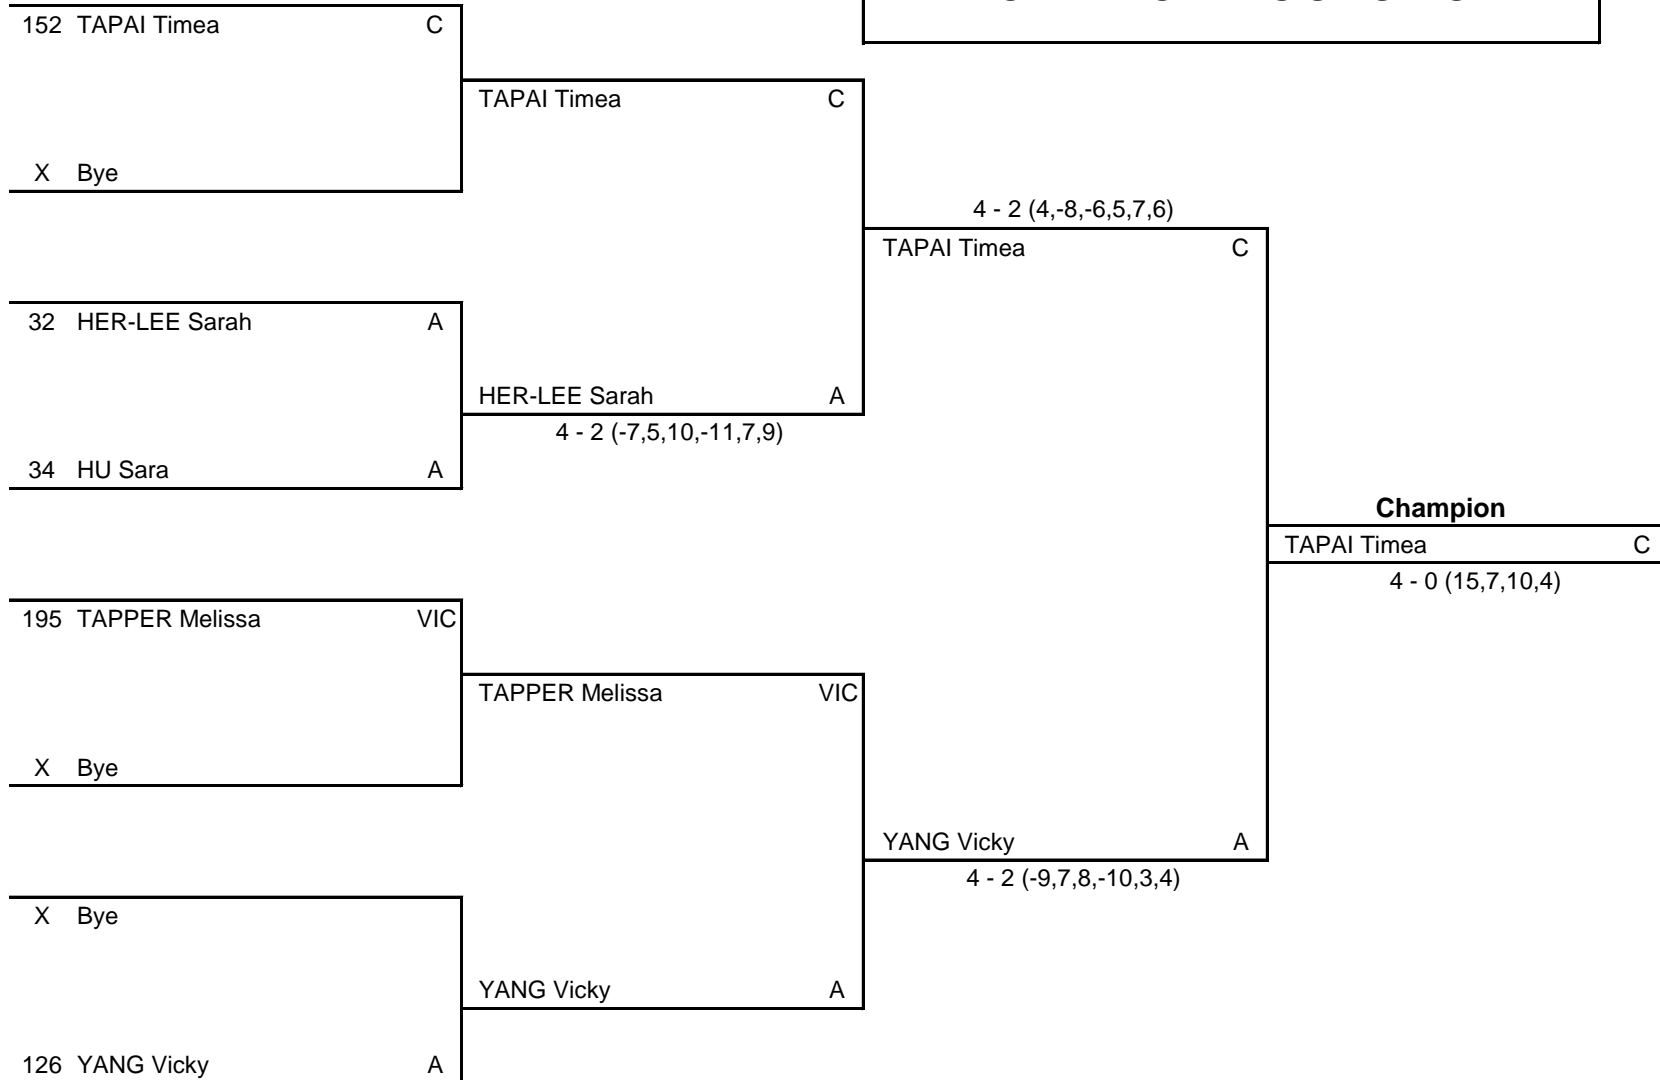 152 TAPAI Timea C
TAPAI Timea C
X Bye
4 - 2 (4,-8,-6,5,7,6)
TAPAI Timea C
32 HER-LEE Sarah A
HER-LEE Sarah A
4 - 2 (-7,5,10,-11,7,9)
34 HU Sara A
Champion
TAPAI Timea C
4 - 0 (15,7,10,4)
195 TAPPER Melissa VIC
TAPPER Melissa VIC
X Bye
YANG Vicky A
4 - 2 (-9,7,8,-10,3,4)
X Bye
YANG Vicky A
126 YANG Vicky A